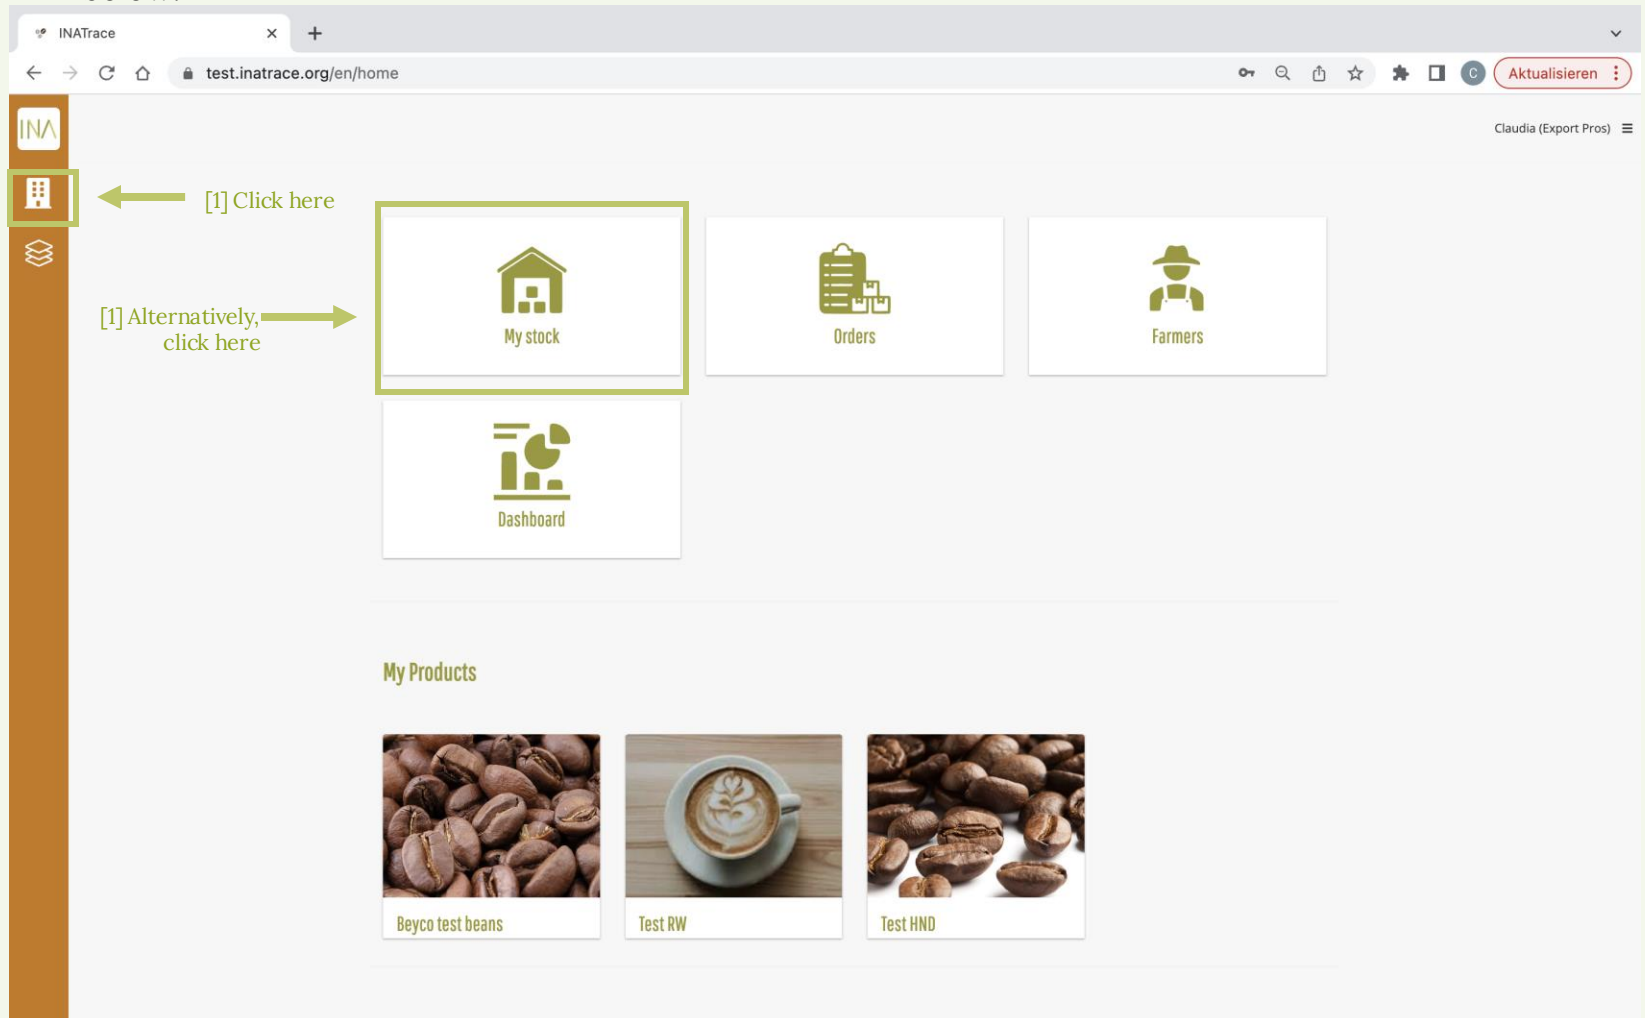 INATrace
test.inatrace.org/en/home
C
Aktualisieren
INA
Claudia (Export Pros)
[1] Click here
[1] Alternatively,
click here
My stock
Orders
Farmers
Dashboard
My Products
Beyco test beans
Test RW
Test HND